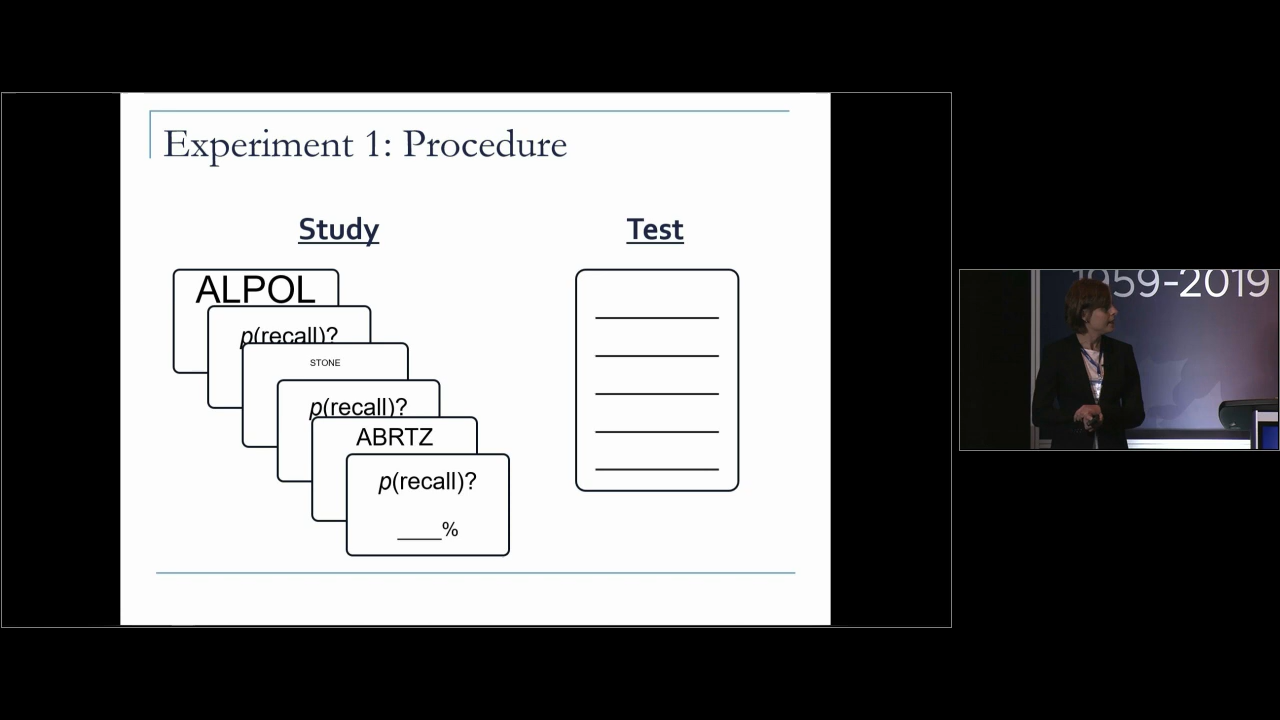 Experiment 1: Procedure
Study
Test
ALPOL
p(recall)?
STONE
p(recall)?
ABRTZ
p(recall)?
____%
1959-2019